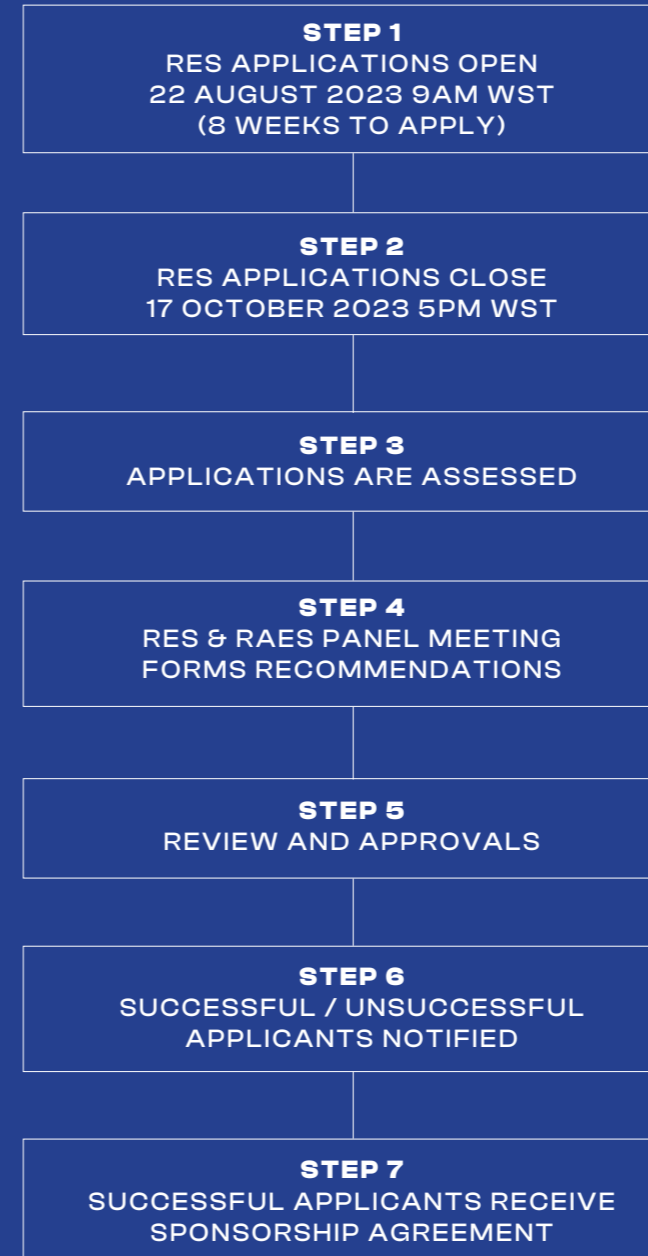 STEP 1
RES APPLICATIONS OPEN
22 AUGUST 2023 9AM WST
(8 WEEKS TO APPLY)
STEP 2
RES APPLICATIONS CLOSE
17 OCTOBER 2023 5PM WST
STEP 3
APPLICATIONS ARE ASSESSED
STEP 4
RES & RAES PANEL MEETING
FORMS RECOMMENDATIONS
STEP 5
REVIEW AND APPROVALS
STEP 6
SUCCESSFUL / UNSUCCESSFUL
APPLICANTS NOTIFIED
STEP 7
SUCCESSFUL APPLICANTS RECEIVE
SPONSORSHIP AGREEMENT